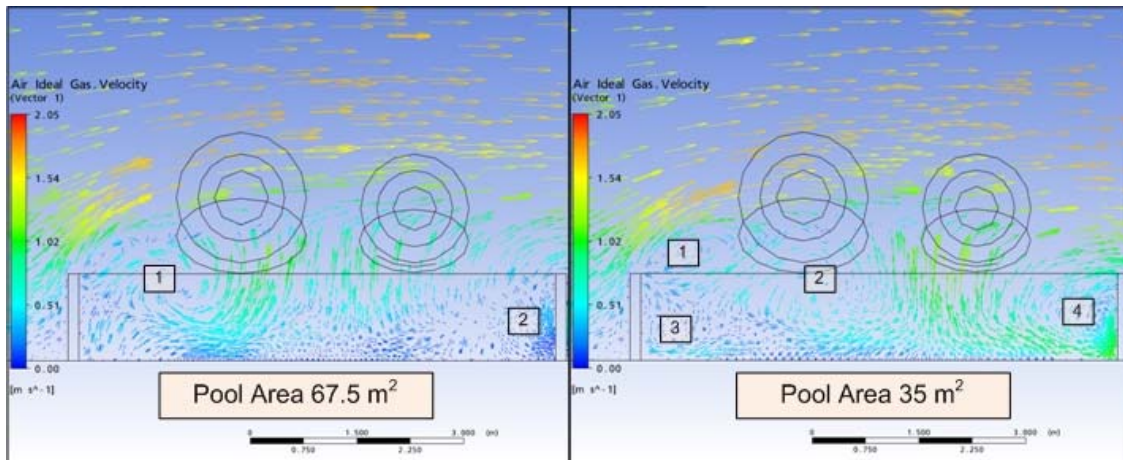 Air Ideal Gas.Velocity
(Vector 1)
2.05
1.54
1.02
0.51
0.00
[m s^-1]
1
2
Pool Area 67.5 m²
0 1.500 3.000 (m)
0.750 2.250
Air Ideal Gas.Velocity
(Vector 1)
2.05
1.54
1.02
0.51
0.00
[m s^-1]
1
2
3
4
Pool Area 35 m²
0 1.500 3.000 (m)
0.750 2.250